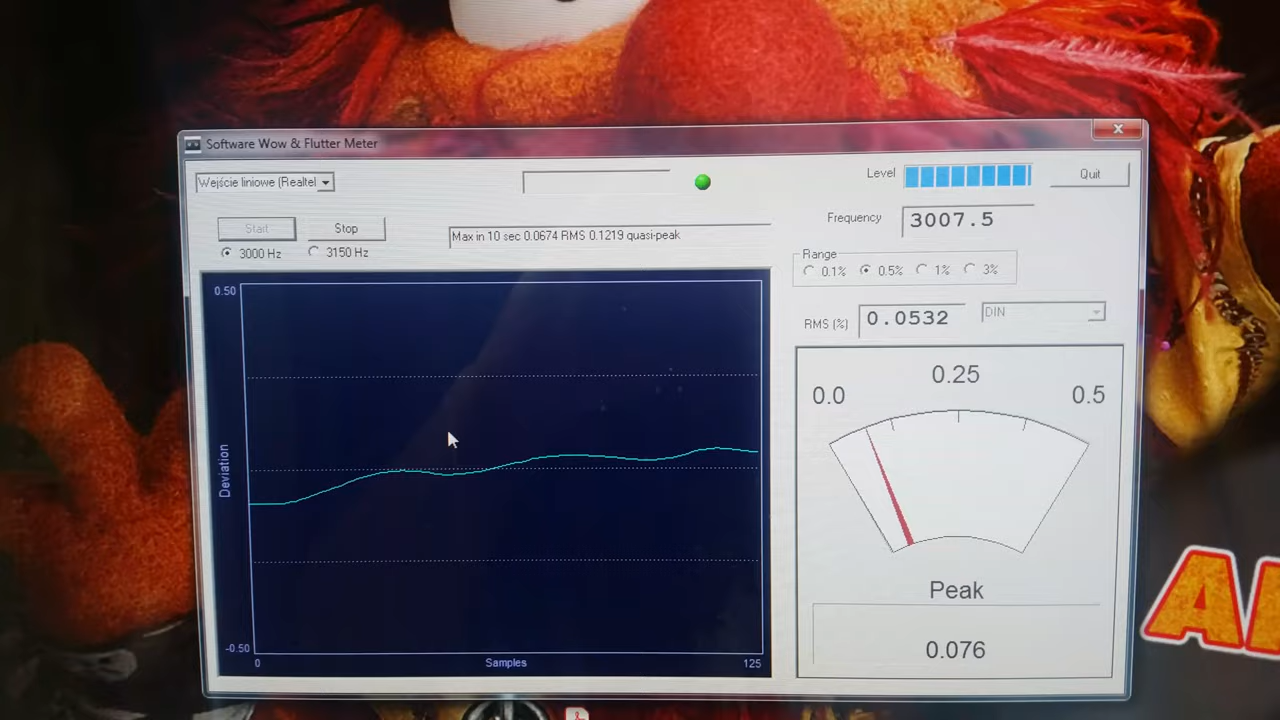 Software Wow & Flutter Meter
Wejście liniowe (Realtel
Level
Quit
Start
Stop
3000 Hz
3150 Hz
Max in 10 sec 0.0674 RMS 0.1219 quasi-peak
Frequency
3007.5
Range
0.1%
0.5%
1%
3%
RMS (%)
0.0532
DIN
0.50
Deviation
-0.50
0
Samples
125
0.0
0.25
0.5
Peak
0.076